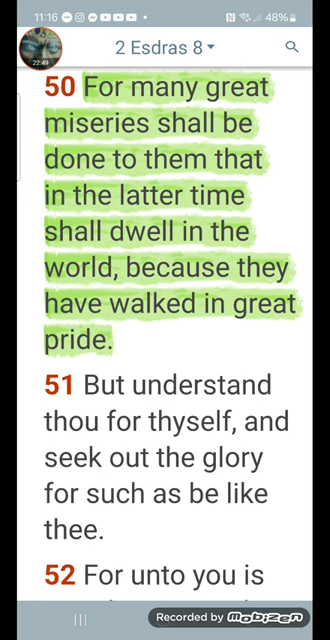 11:16
48%
22:49
2 Esdras 8
50 For many great
miseries shall be
done to them that
in the latter time
shall dwell in the
world, because they
have walked in great
pride.
51 But understand
thou for thyself, and
seek out the glory
for such as be like
thee.
52 For unto you is
Recorded by Mobizen